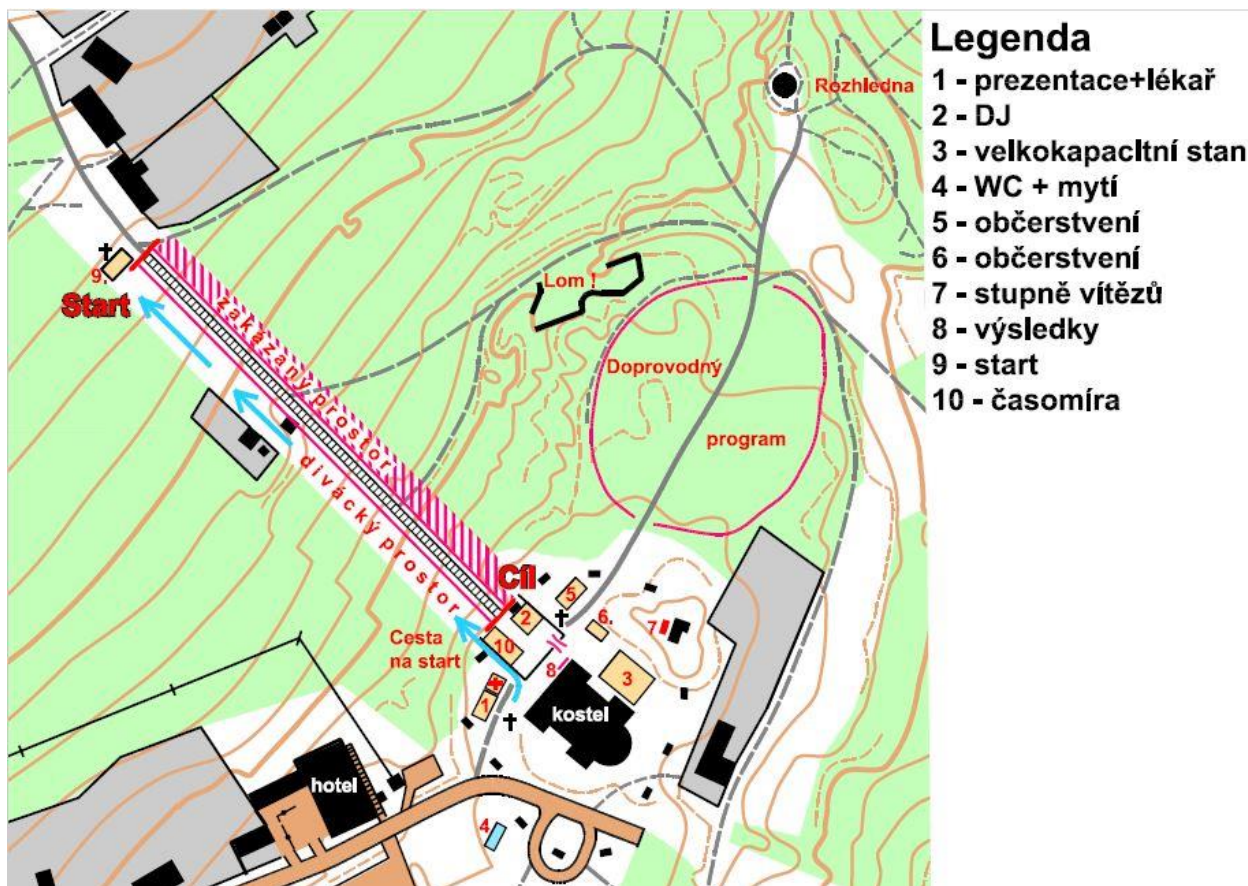 Legenda
1 - prezentace+lékař
2 - DJ
3 - velkokapacitní stan
4 - WC + mytí
5 - občerstvení
6 - občerstvení
7 - stupně vítězů
8 - výsledky
9 - start
10 - časomíra
Rozhledna
Lom !
9.
Start
zakázaný prostor
Doprovodný
program
divácký prostor
Cíl
5
2
6.
7
Cesta
na start
10
8
3
1
kostel
hotel
4